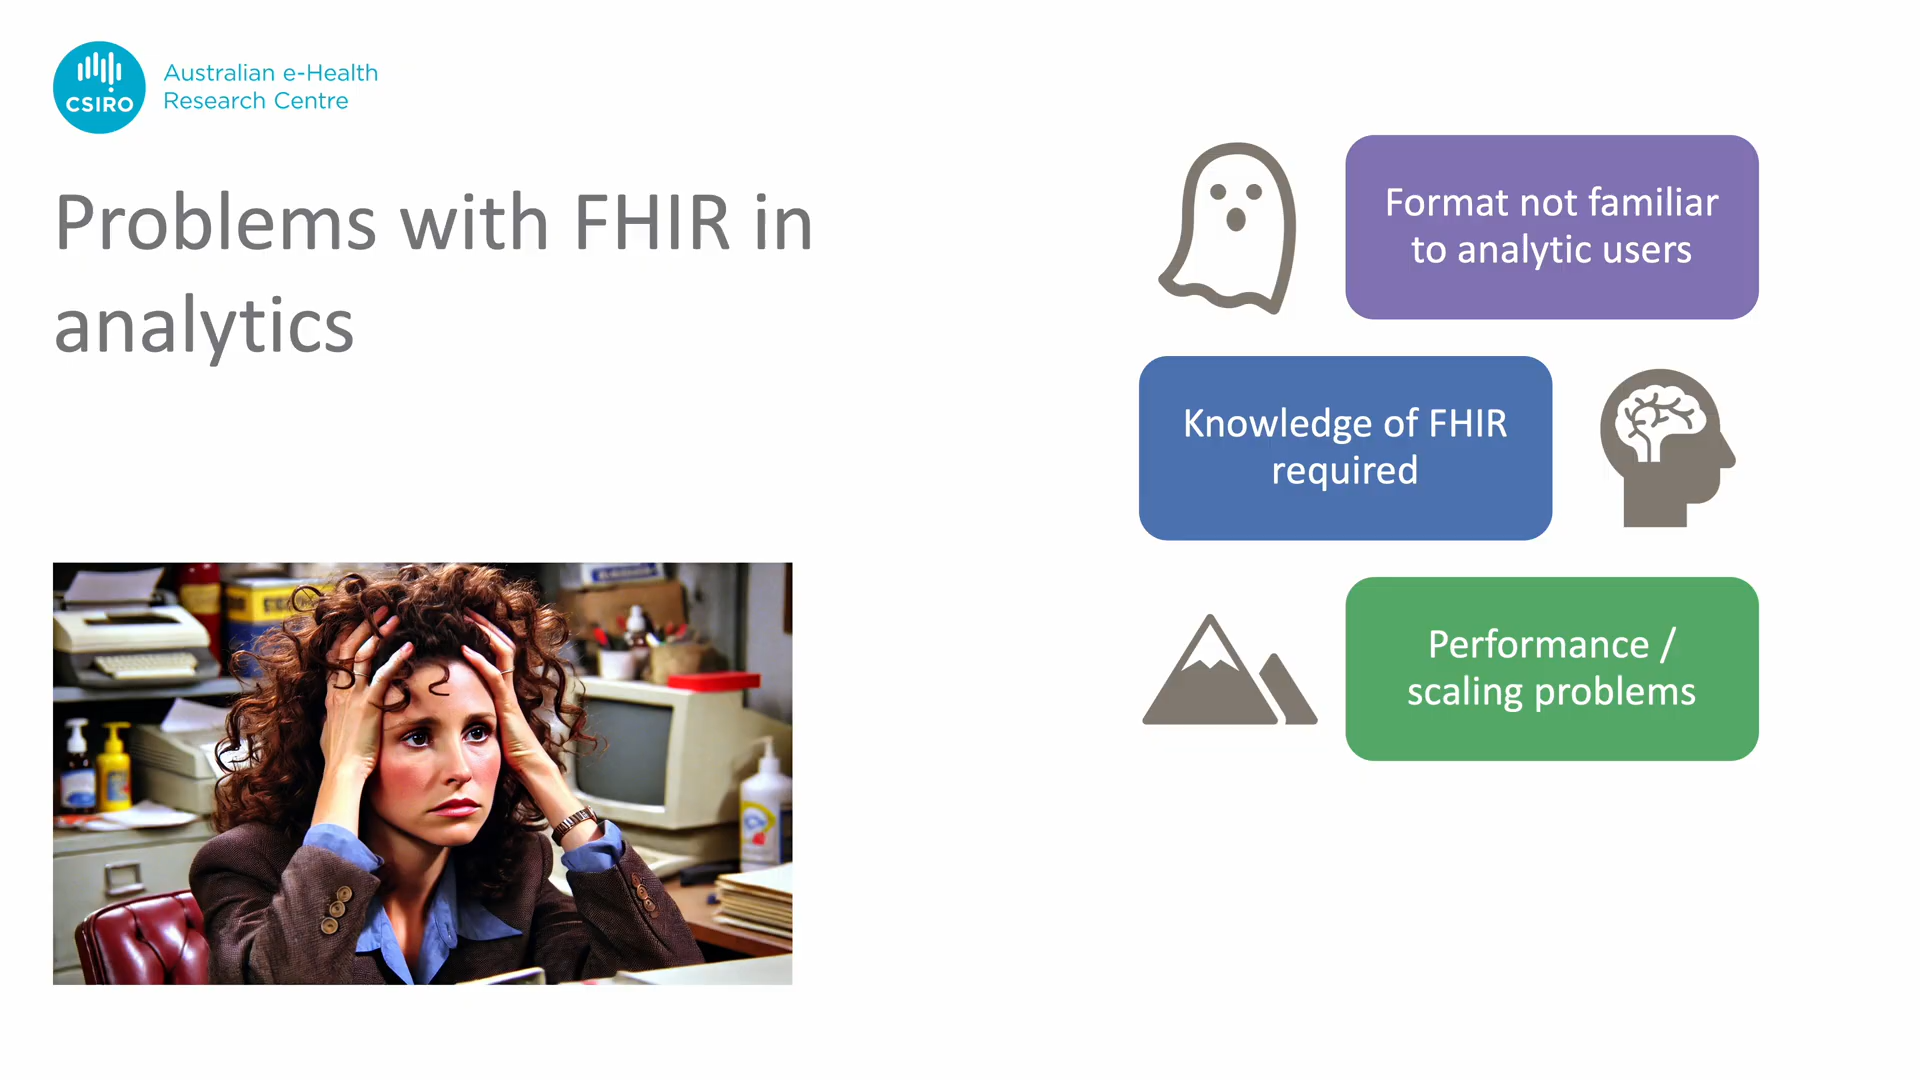 CSIRO
Australian e-Health
Research Centre
Problems with FHIR in
analytics
Format not familiar
to analytic users
Knowledge of FHIR
required
Performance /
scaling problems